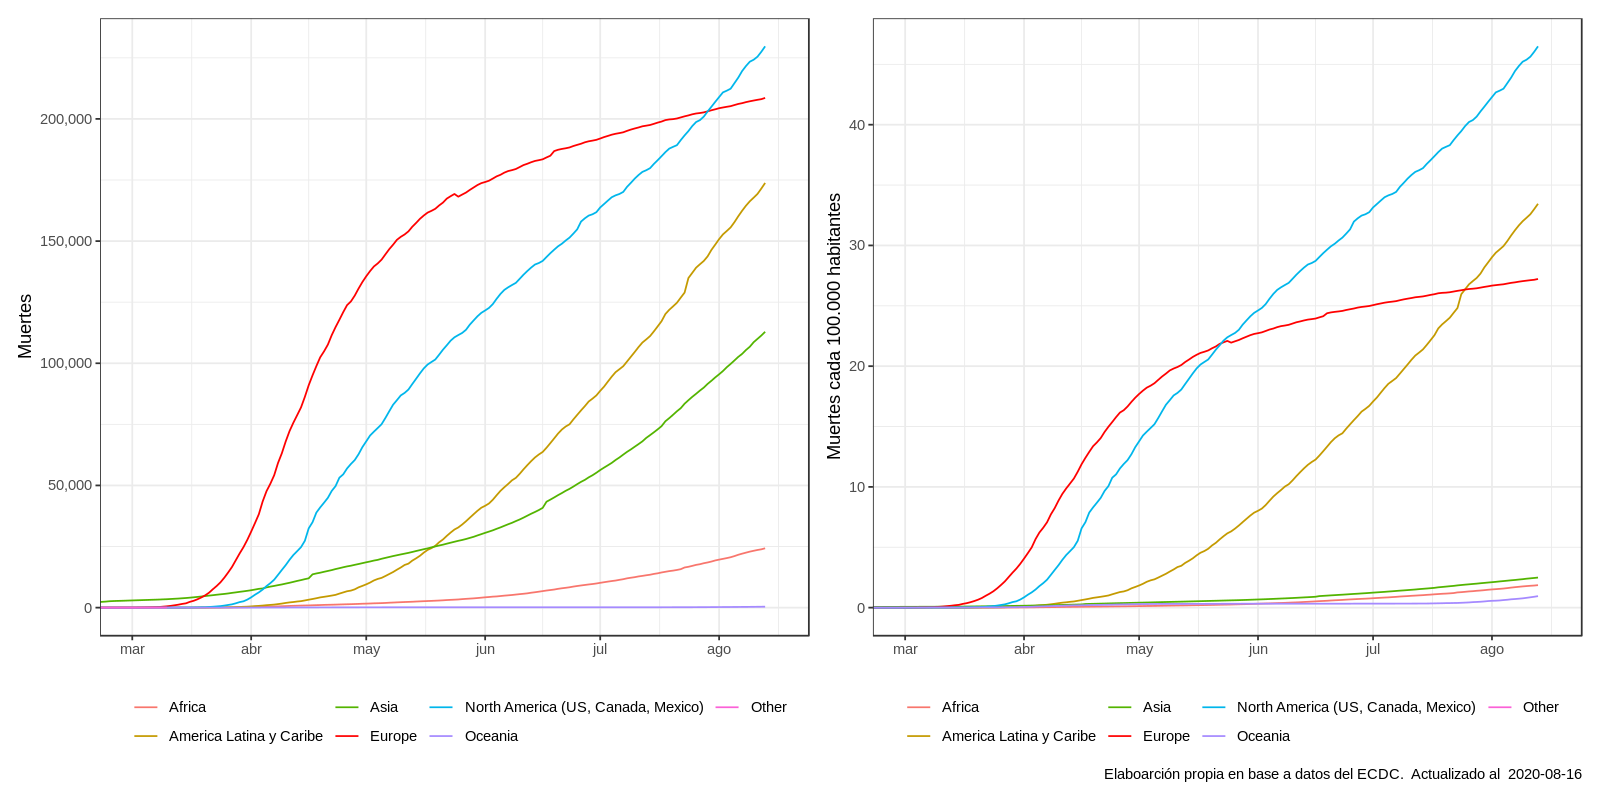 Muertes
200,000
150,000
100,000
50,000
0
mar abr may jun jul ago
Africa Asia North America (US, Canada, Mexico) Other
America Latina y Caribe Europe Oceania
Muertes cada 100.000 habitantes
40
30
20
10
0
mar abr may jun jul ago
Africa Asia North America (US, Canada, Mexico) Other
America Latina y Caribe Europe Oceania
Elaboarción propia en base a datos del ECDC. Actualizado al 2020-08-16